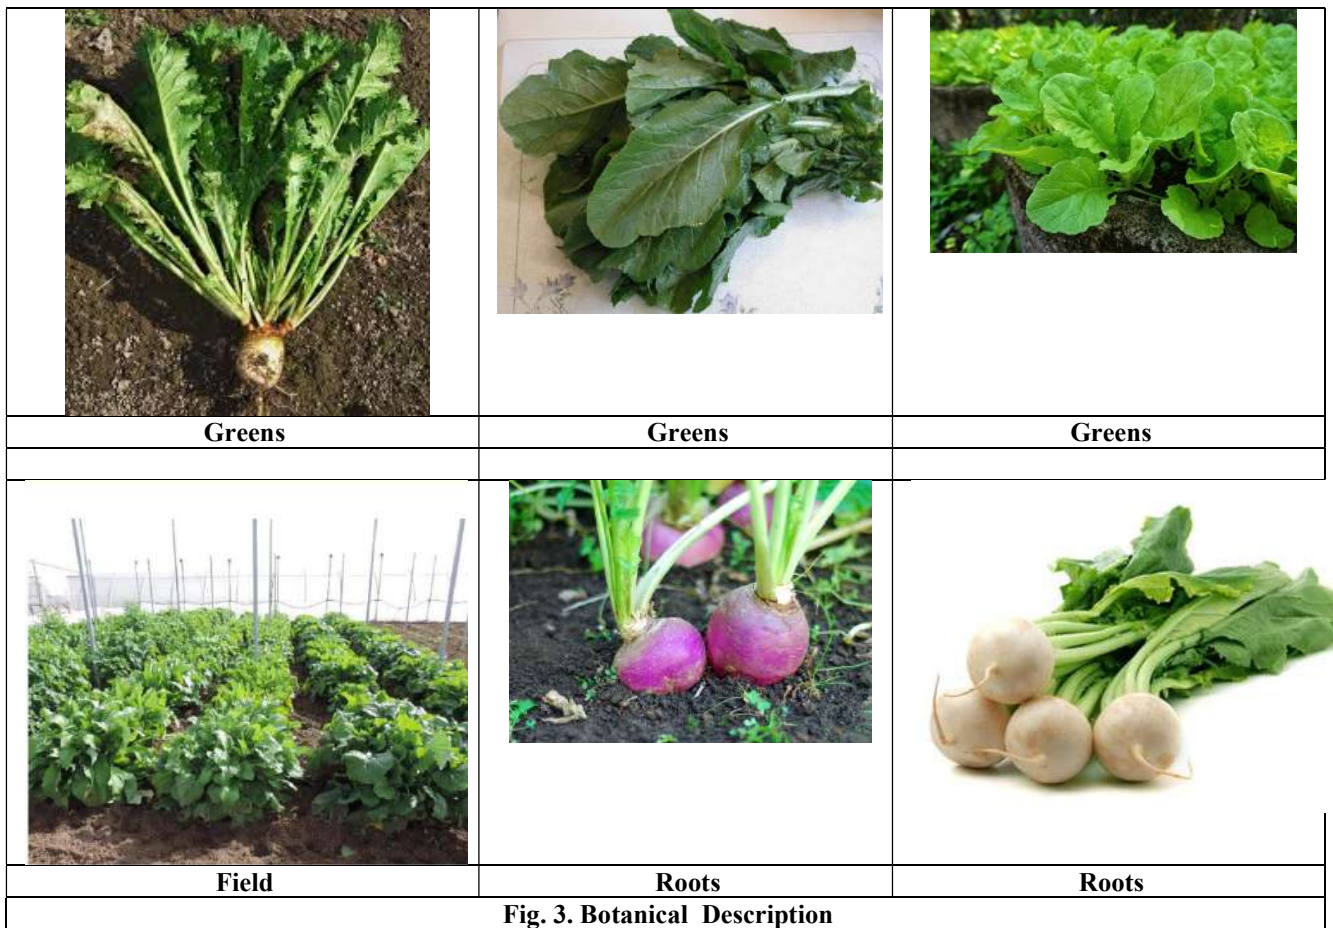 Greens
Greens
Greens
Field
Roots
Roots
Fig. 3. Botanical  Description